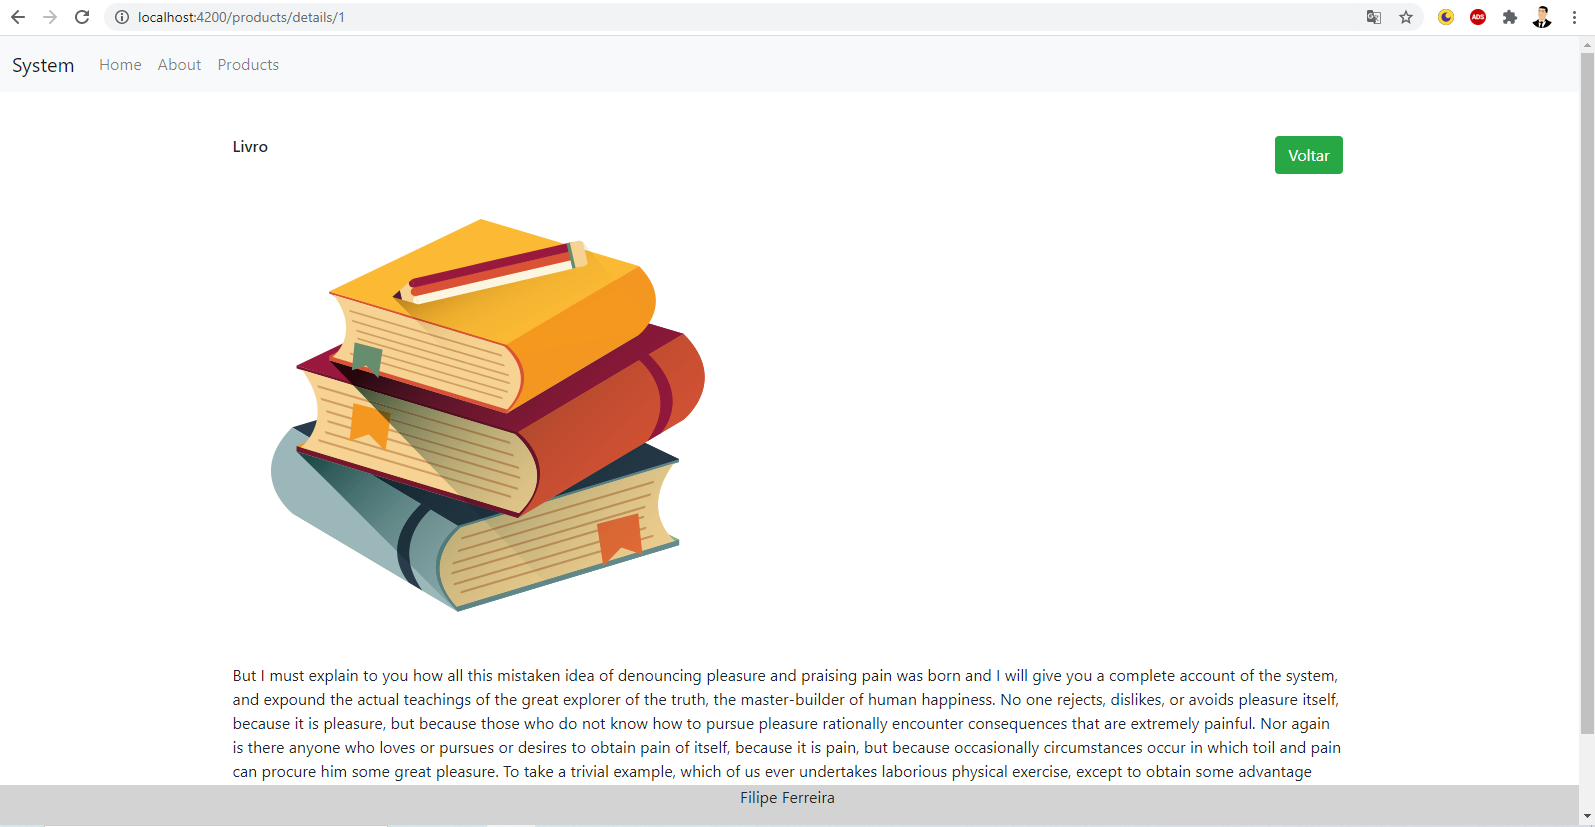 localhost:4200/products/details/1
ADS
System Home About Products
Livro
Voltar
But I must explain to you how all this mistaken idea of denouncing pleasure and praising pain was born and I will give you a complete account of the system,
and expound the actual teachings of the great explorer of the truth, the master-builder of human happiness. No one rejects, dislikes, or avoids pleasure itself,
because it is pleasure, but because those who do not know how to pursue pleasure rationally encounter consequences that are extremely painful. Nor again
is there anyone who loves or pursues or desires to obtain pain of itself, because it is pain, but because occasionally circumstances occur in which toil and pain
can procure him some great pleasure. To take a trivial example, which of us ever undertakes laborious physical exercise, except to obtain some advantage
Filipe Ferreira